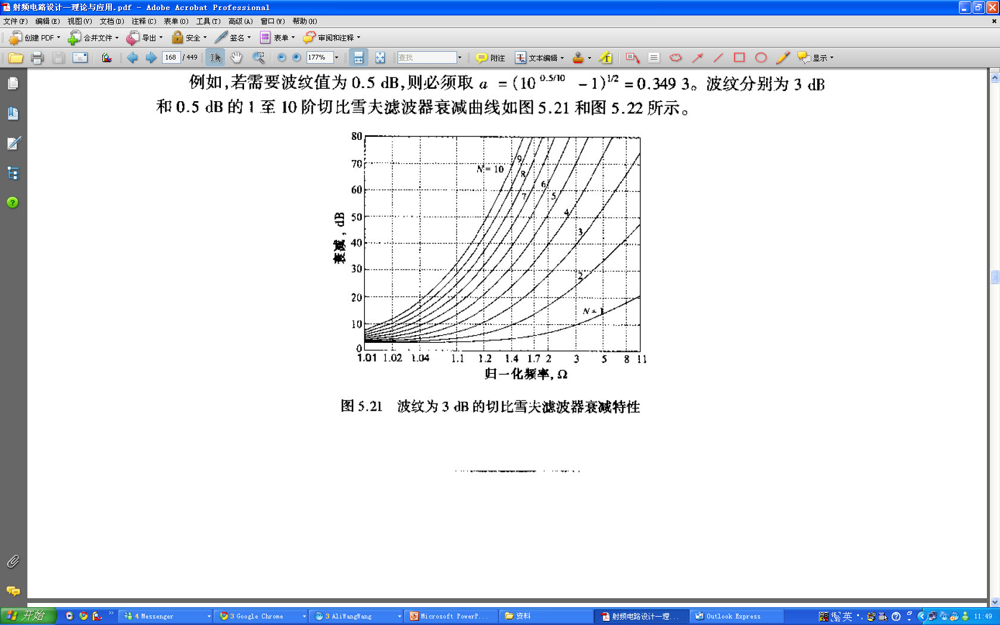 射频电路设计—理论与应用.pdf - Adobe Acrobat Professional
文件(F) 编辑(E) 视图(V) 文档(D) 注释(C) 表单(O) 工具(T) 高级(A) 窗口(W) 帮助(H)
创建 PDF 合并文件 导出 安全 签名 表单 审阅和注释
168 / 449 177% 查找 附注 文本编辑 显示
例如,若需要波纹值为 0.5 dB,则必须取 a = (10 0.5/10 - 1)1/2 = 0.349 3。波纹分别为 3 dB
和 0.5 dB 的 1 至 10 阶切比雪夫滤波器衰减曲线如图 5.21 和图 5.22 所示。
80
70
60
50
40
30
20
10
0
衰减, dB
N = 10
9
8
7
6
5
4
3
2
N = 1
1.01 1.02 1.04 1.1 1.2 1.4 1.7 2 3 5 8 11
归一化频率, Ω
图 5.21 波纹为 3 dB 的切比雪夫滤波器衰减特性
开始 4 Messenger 3 Google Chrome 3 AliWangWang Microsoft PowerP... 资料 射频电路设计—理... Outlook Express 英 11:49